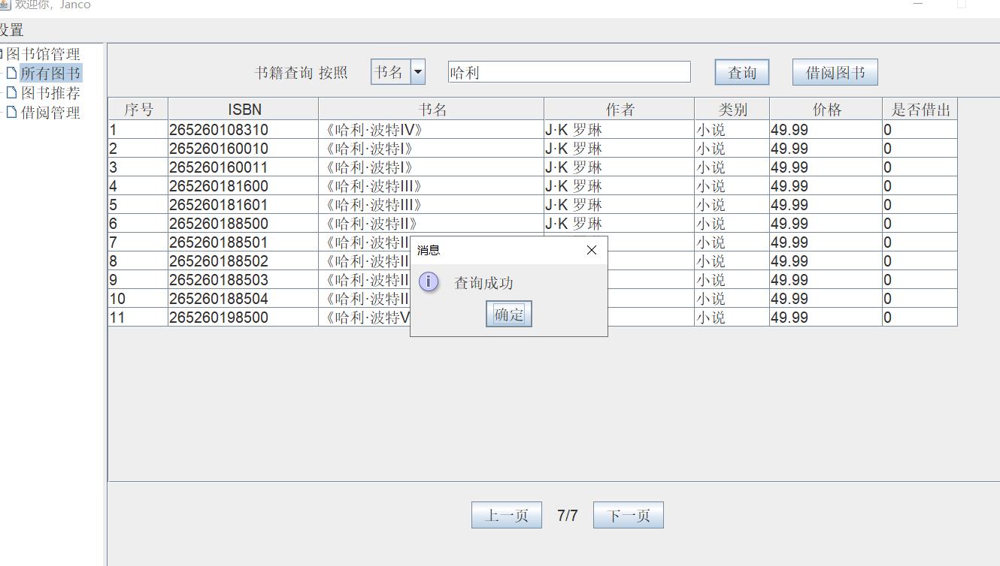 欢迎你，Janco
设置
图书馆管理
所有图书
图书推荐
借阅管理
书籍查询 按照 书名 哈利 查询 借阅图书
序号 ISBN 书名 作者 类别 价格 是否借出
1 265260108310 《哈利·波特IV》 J·K 罗琳 小说 49.99 0
2 265260160010 《哈利·波特I》 J·K 罗琳 小说 49.99 0
3 265260160011 《哈利·波特I》 J·K 罗琳 小说 49.99 0
4 265260181600 《哈利·波特III》 J·K 罗琳 小说 49.99 0
5 265260181601 《哈利·波特III》 J·K 罗琳 小说 49.99 0
6 265260188500 《哈利·波特II》 J·K 罗琳 小说 49.99 0
7 265260188501 《哈利·波特II 小说 49.99 0
8 265260188502 《哈利·波特II 小说 49.99 0
9 265260188503 《哈利·波特II 小说 49.99 0
10 265260188504 《哈利·波特II 小说 49.99 0
11 265260198500 《哈利·波特V 小说 49.99 0
消息
查询成功
确定
上一页 7/7 下一页